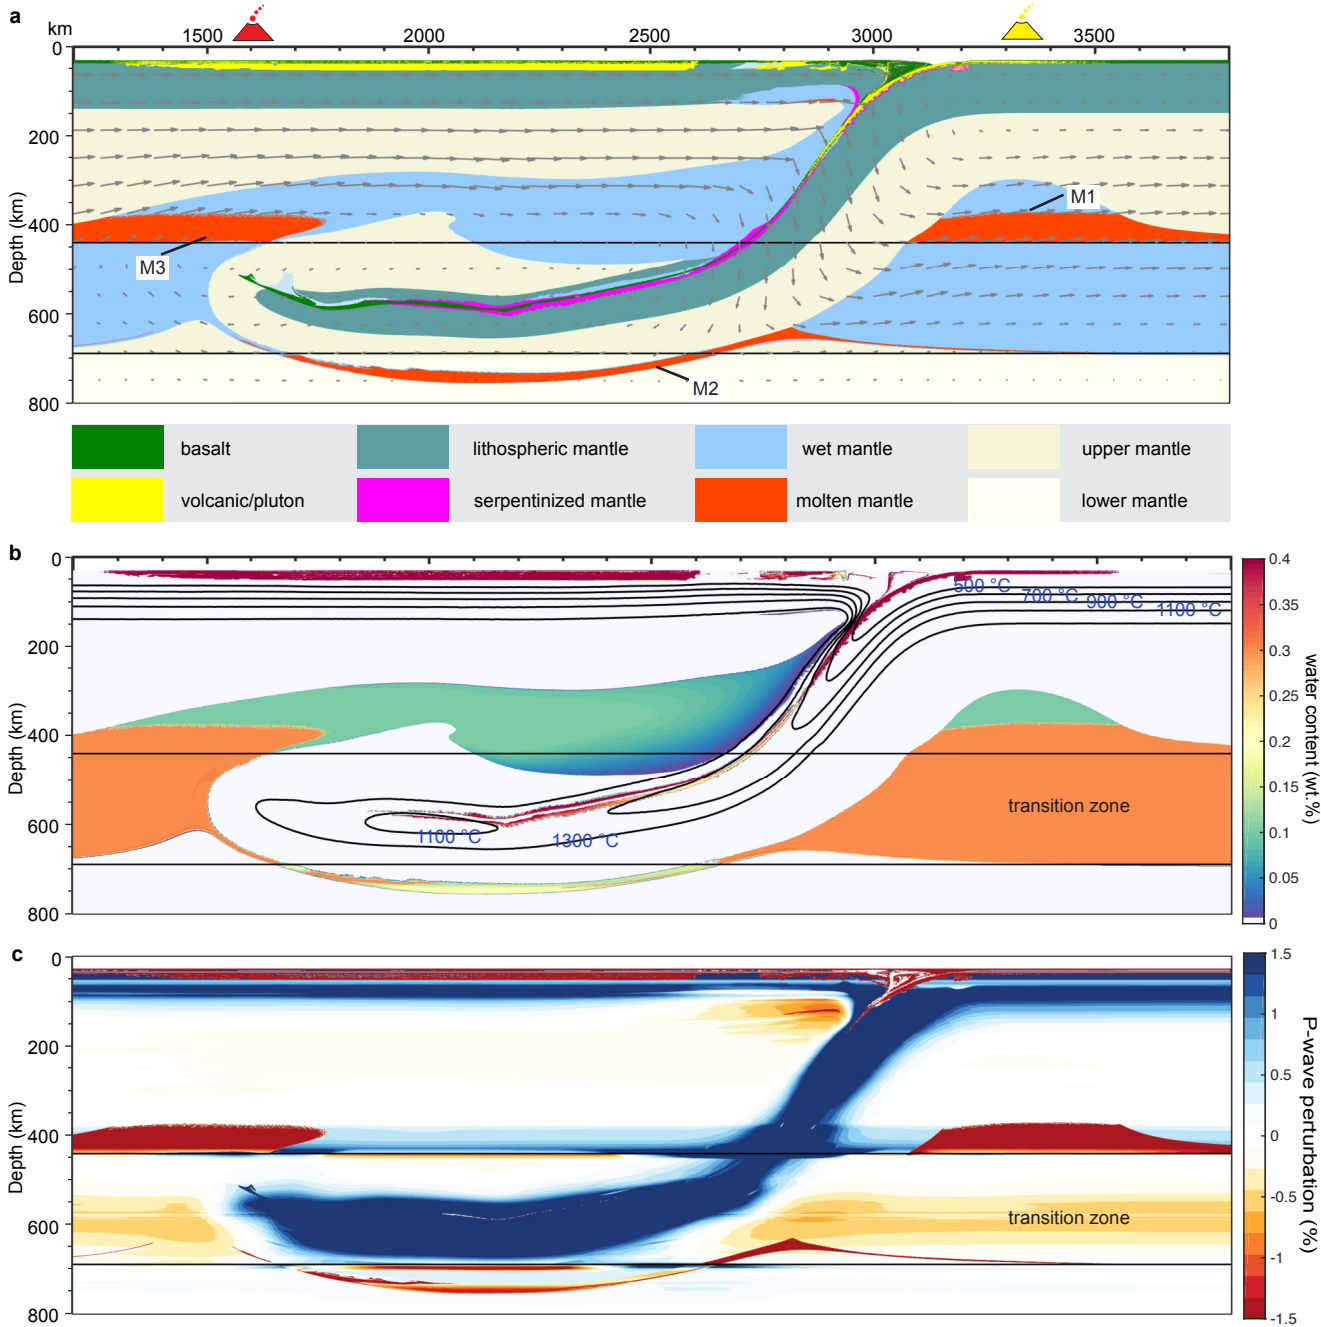 a
km 1500 2000 2500 3000 3500
0
200
400
600
800
Depth (km)
M1
M3
M2
basalt lithospheric mantle wet mantle upper mantle
volcanic/pluton serpentinized mantle molten mantle lower mantle
b
0
200
400
600
800
Depth (km)
500 °C 700 °C 900 °C 1100 °C
transition zone
1100 °C 1300 °C
0.4
0.35
0.3
0.25
0.2
0.15
0.1
0.05
0
water content (wt.%)
c
0
200
400
600
800
Depth (km)
transition zone
1.5
1
0.5
0
-0.5
-1
-1.5
P-wave perturbation (%)